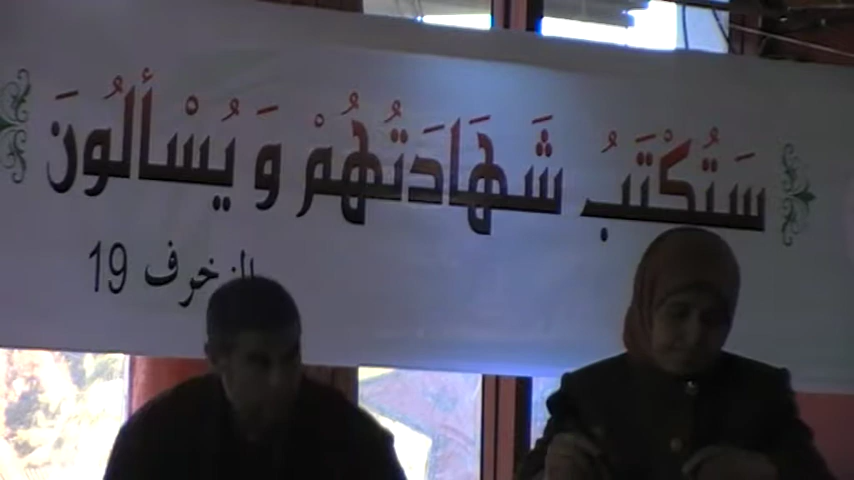 سَتُكْتَبُ شَهَادَتُهُمْ وَيُسْأَلُونَ
الزخرف 19